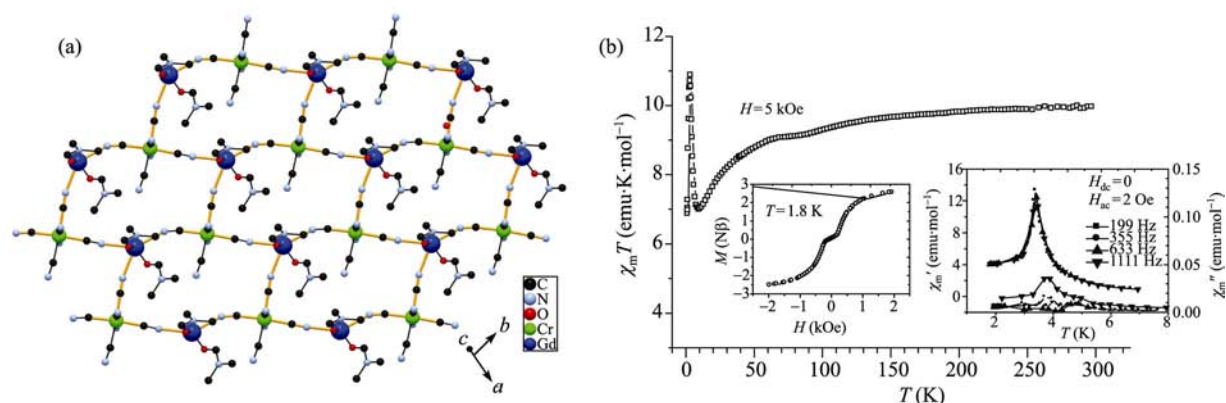 (a)
C
N
O
Cr
Gd
c
b
a
(b)
χₘT (emu·K·mol⁻¹)
12
10
8
6
4
H=5 kOe
0
50
100
150
200
250
300
T (K)
M (Nβ)
3
2
1
0
−1
−2
−3
T=1.8 K
−2
−1
0
1
2
H (kOe)
χₘ′ (emu·mol⁻¹)
16
12
8
4
0
H_dc=0
H_ac=2 Oe
199 Hz
355 Hz
633 Hz
1111 Hz
0.15
0.10
0.05
0.00
χₘ″ (emu·mol⁻¹)
2
4
6
8
T (K)